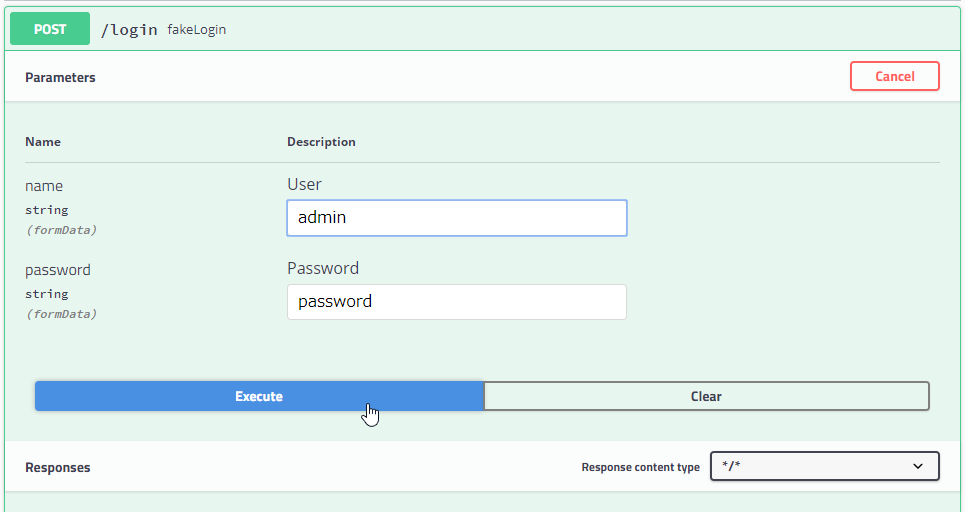 POST /login fakeLogin
Parameters Cancel
Name Description
name User
string admin
(formData)
password Password
string password
(formData)
Execute Clear
Responses Response content type */*